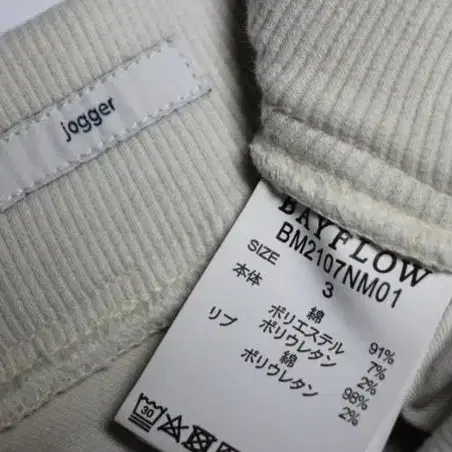 jogger
BAYFLOW
BM2107NM01
SIZE 3
本体 綿 91%
ポリエステル 7%
ポリウレタン 2%
リブ 綿 98%
ポリウレタン 2%
30